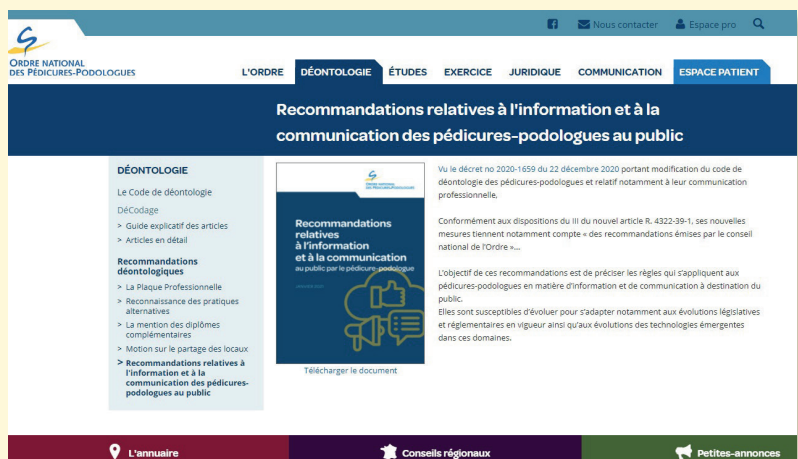 Nous contacter
Espace pro
ORDRE NATIONAL
DES PÉDICURES-PODOLOGUES
L'ORDRE
DÉONTOLOGIE
ÉTUDES
EXERCICE
JURIDIQUE
COMMUNICATION
ESPACE PATIENT
Recommandations relatives à l'information et à la
communication des pédicures-podologues au public
DÉONTOLOGIE
Le Code de déontologie
DéCodage
> Guide explicatif des articles
> Articles en détail
Recommandations
déontologiques
> La Plaque Professionnelle
> Reconnaissance des pratiques
alternatives
> La mention des diplômes
complémentaires
> Motion sur le partage des locaux
> Recommandations relatives à
l'information et à la
communication des pédicures-
podologues au public
ORDRE NATIONAL
DES PÉDICURES-PODOLOGUES
Recommandations
relatives
à l'information
et à la communication
au public par le pédicure-podologue
Télécharger le document
Vu le décret no 2020-1659 du 22 décembre 2020 portant modification du code de
déontologie des pédicures-podologues et relatif notamment à leur communication
professionnelle,
Conformément aux dispositions du III du nouvel article R. 4322-39-1, ses nouvelles
mesures tiennent notamment compte « des recommandations émises par le conseil
national de l'Ordre »...
L'objectif de ces recommandations est de préciser les règles qui s'appliquent aux
pédicures-podologues en matière d'information et de communication à destination du
public.
Elles sont susceptibles d'évoluer pour s'adapter notamment aux évolutions législatives
et réglementaires en vigueur ainsi qu'aux évolutions des technologies émergentes
dans ces domaines.
L'annuaire
Conseils régionaux
Petites-annonces